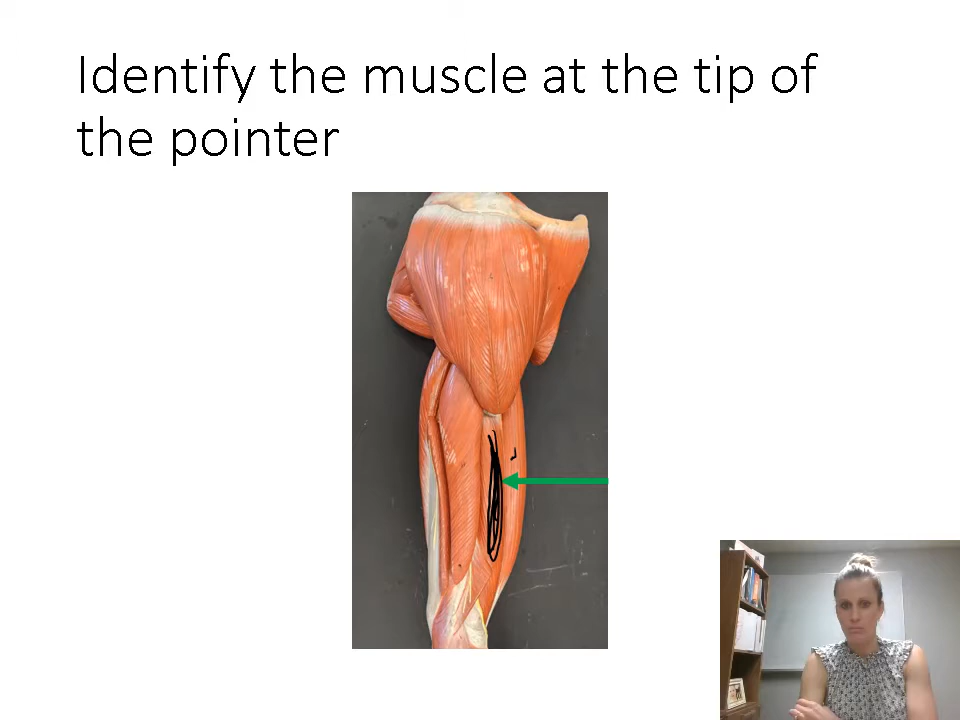 Identify the muscle at the tip of
the pointer